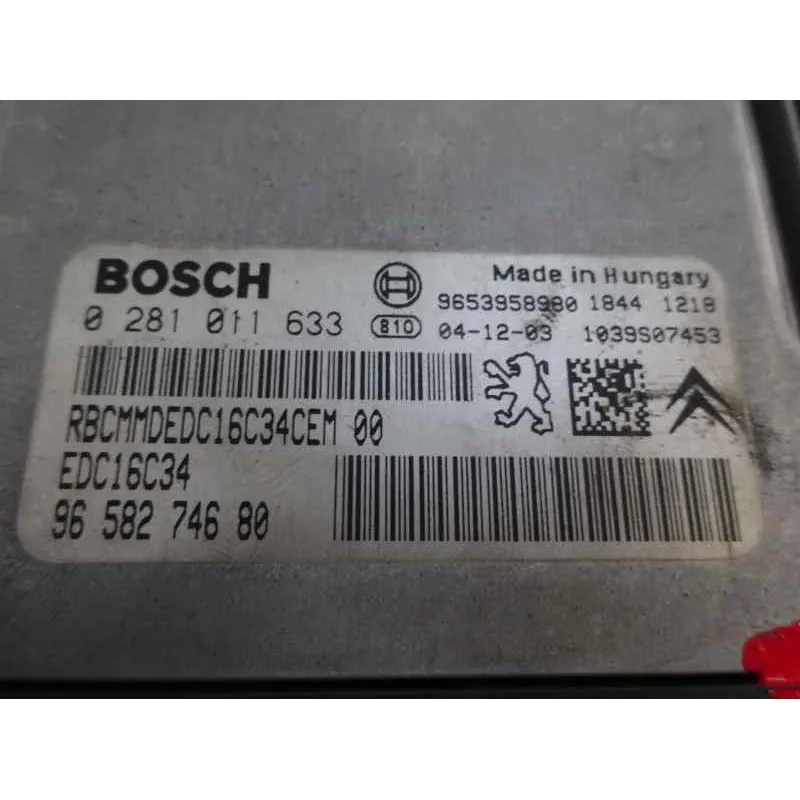 BOSCH
Made in Hungary
9653958980 1844 1218
0 281 011 633
810 04-12-03 1039S07453
RBCMMDEDC16C34CEM 00
EDC16C34
96 582 746 80